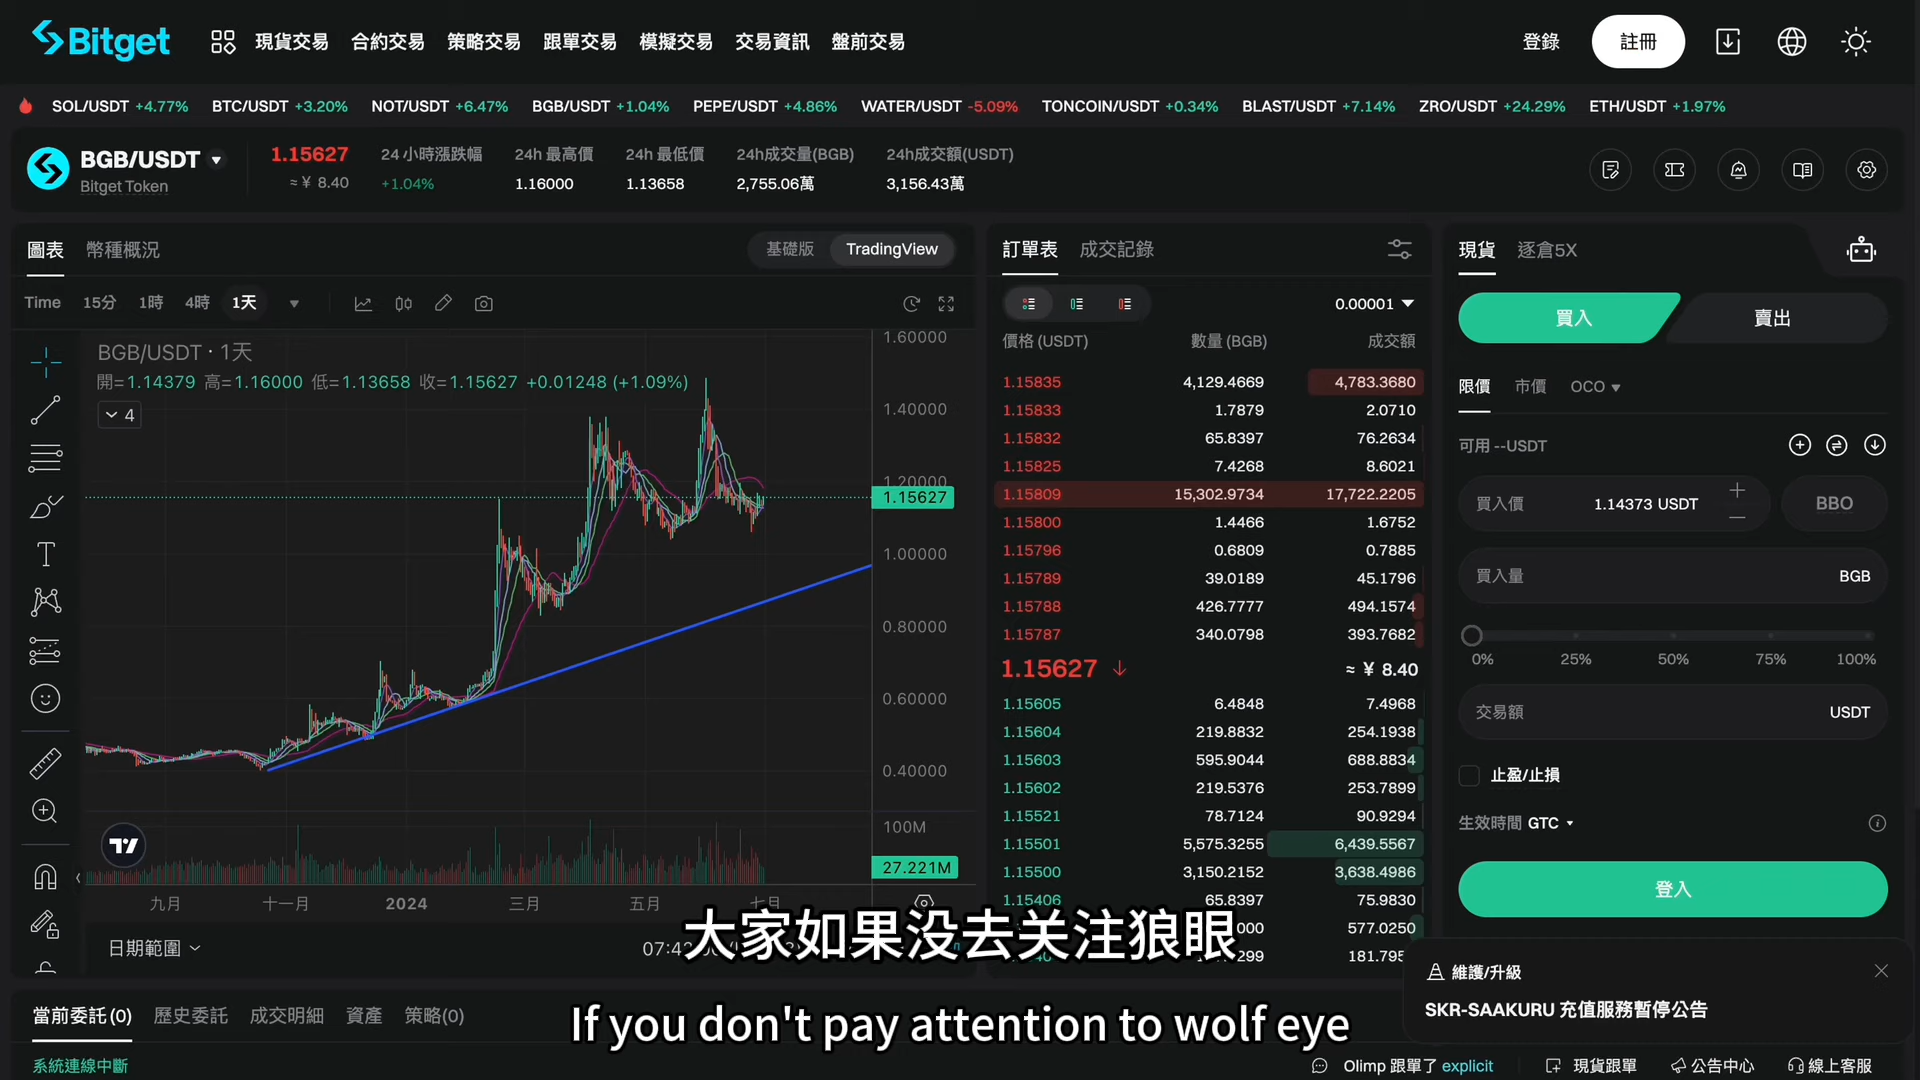 Bitget 現貨交易 合約交易 策略交易 跟單交易 模擬交易 交易資訊 盤前交易 登錄 註冊
SOL/USDT +4.77% BTC/USDT +3.20% NOT/USDT +6.47% BGB/USDT +1.04% PEPE/USDT +4.86% WATER/USDT -5.09% TONCOIN/USDT +0.34% BLAST/USDT +7.14% ZRO/USDT +24.29% ETH/USDT +1.97%
BGB/USDT 1.15627 24 小時漲跌幅 24h 最高價 24h 最低價 24h成交量(BGB) 24h成交額(USDT)
Bitget Token ≈ ¥ 8.40 +1.04% 1.16000 1.13658 2,755.06萬 3,156.43萬
圖表 幣種概況 基礎版 TradingView
Time 15分 1時 4時 1天
BGB/USDT · 1天
開=1.14379 高=1.16000 低=1.13658 收=1.15627 +0.01248 (+1.09%)
4
1.60000
1.40000
1.20000
1.15627
1.00000
0.80000
0.60000
0.40000
100M
27.221M
九月 十一月 2024 三月 五月 七月
日期範圍 07:42
訂單表 成交記錄
0.00001
價格 (USDT) 數量 (BGB) 成交額
1.15835 4,129.4669 4,783.3680
1.15833 1.7879 2.0710
1.15832 65.8397 76.2634
1.15825 7.4268 8.6021
1.15809 15,302.9734 17,722.2205
1.15800 1.4466 1.6752
1.15796 0.6809 0.7885
1.15789 39.0189 45.1796
1.15788 426.7777 494.1574
1.15787 340.0798 393.7682
1.15627 ↓ ≈ ¥ 8.40
1.15605 6.4848 7.4968
1.15604 219.8832 254.1938
1.15603 595.9044 688.8834
1.15602 219.5376 253.7899
1.15521 78.7124 90.9294
1.15501 5,575.3255 6,439.5567
1.15500 3,150.2152 3,638.4986
1.15406 65.8397 75.9830
577.0250
現貨 逐倉5X
買入 賣出
限價 市價 OCO
可用 --USDT
買入價 1.14373 USDT BBO
買入量 BGB
0% 25% 50% 75% 100%
交易額 USDT
止盈/止損
生效時間 GTC
登入
維護/升級
SKR-SAAKURU 充值服務暫停公告
大家如果没去关注狼眼
If you don't pay attention to wolf eye
當前委託(0) 歷史委託 成交明細 資產 策略(0)
系統連線中斷 Olimp 跟單了 explicit 現貨跟單 公告中心 線上客服